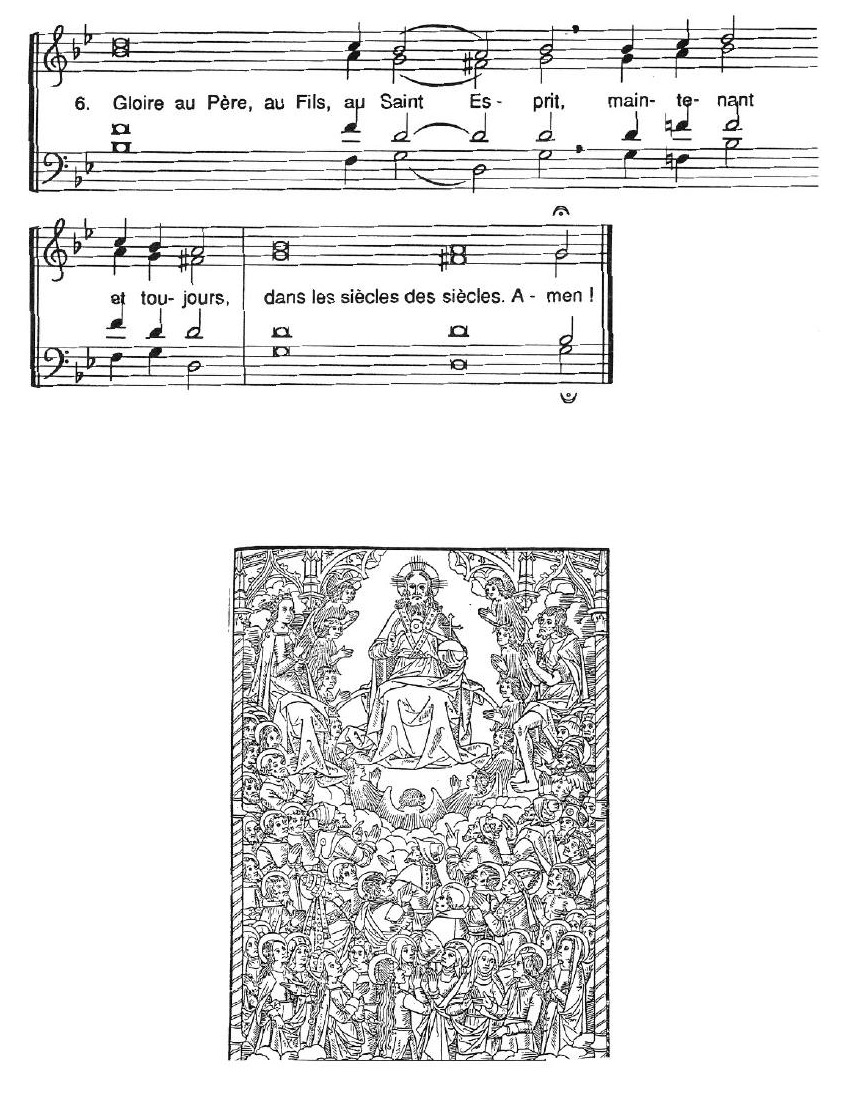 6. Gloire au Père, au Fils, au Saint Es - prit, main- te- nant
et tou- jours, dans les siècles des siècles. A - men !